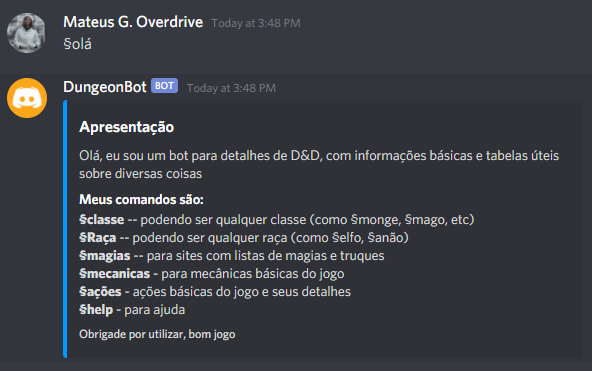 Mateus G. Overdrive Today at 3:48 PM
§olá
DungeonBot BOT Today at 3:48 PM
Apresentação
Olá, eu sou um bot para detalhes de D&D, com informações básicas e tabelas úteis
sobre diversas coisas
Meus comandos são:
§classe -- podendo ser qualquer classe (como §monge, §mago, etc)
§Raça -- podendo ser qualquer raça (como §elfo, §anão)
§magias -- para sites com listas de magias e truques
§mecanicas - para mecânicas básicas do jogo
§ações - ações básicas do jogo e seus detalhes
§help - para ajuda
Obrigade por utilizar, bom jogo